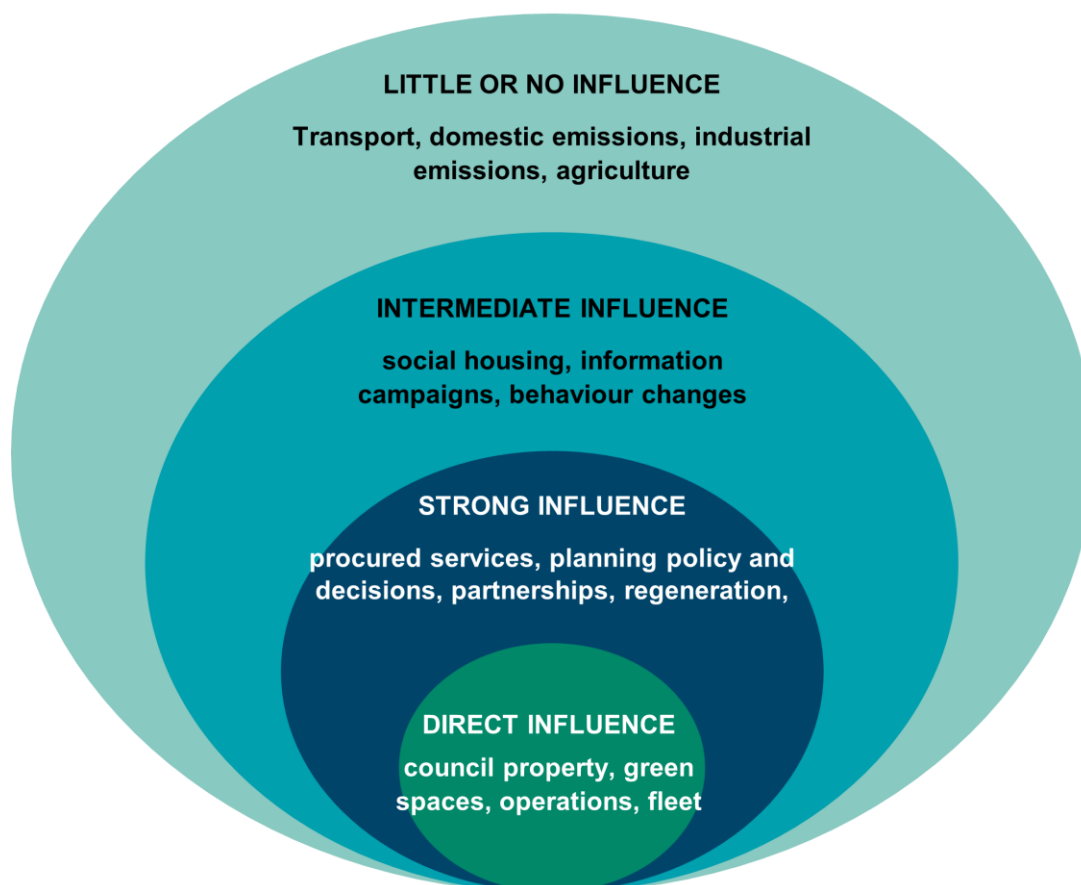 LITTLE OR NO INFLUENCE
Transport, domestic emissions, industrial
emissions, agriculture
INTERMEDIATE INFLUENCE
social housing, information
campaigns, behaviour changes
STRONG INFLUENCE
procured services, planning policy and
decisions, partnerships, regeneration,
DIRECT INFLUENCE
council property, green
spaces, operations, fleet